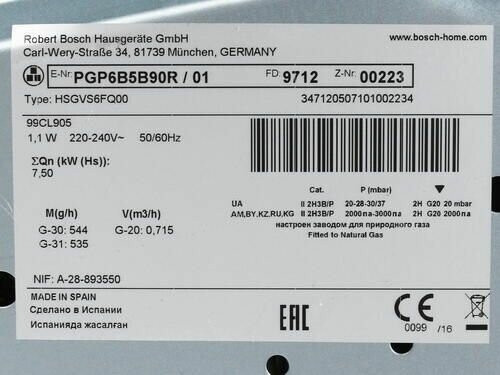 Robert Bosch Hausgeräte GmbH
Carl-Wery-Straße 34, 81739 München, GERMANY
www.bosch-home.com
E-Nr. PGP6B5B90R / 01 FD 9712 Z-Nr. 00223
Type: HSGVS6FQ00 347120507101002234
99CL905
1,1 W 220-240V~ 50/60Hz
ΣQn (kW (Hs)):
7,50
Cat. P (mbar) ▼
UA II 2H3B/P 20-28-30/37 2H G20 20 mbar
AM,BY,KZ,RU,KG II 2H3B/P 2000па-3000па 2H G20 2000па
настроен заводом для природного газа
Fitted to Natural Gas
M(g/h) V(m3/h)
G-30: 544 G-20: 0,715
G-31: 535
NIF: A-28-893550
MADE IN SPAIN
Сделано в Испании
Испанияда жасалған
EAC
CE
0099 /16